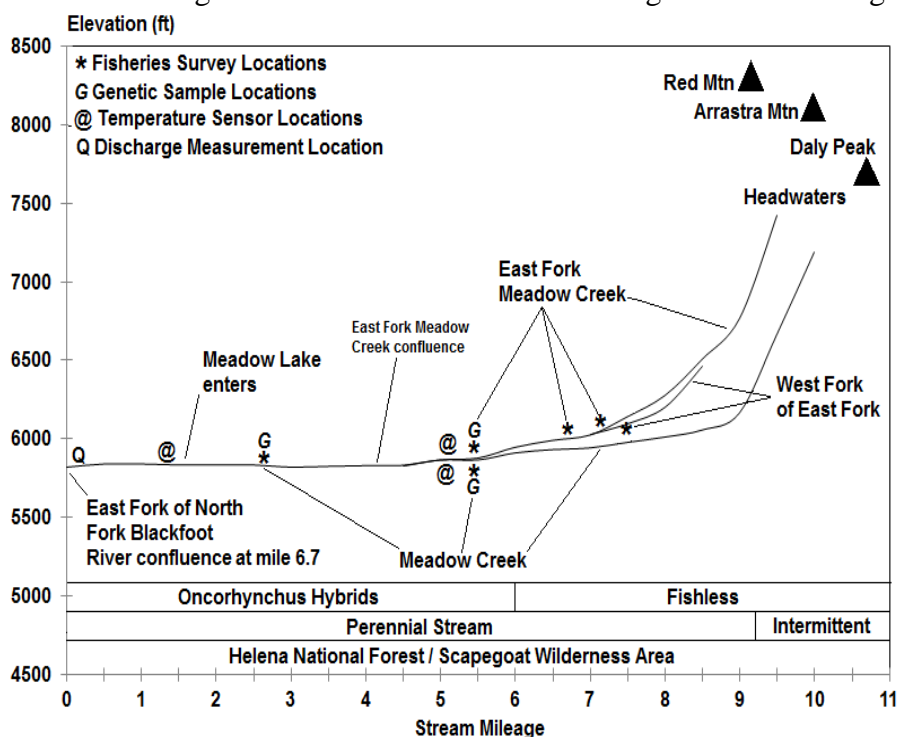 Elevation (ft)
8500
8000
7500
7000
6500
6000
5500
5000
4500
* Fisheries Survey Locations
G Genetic Sample Locations
@ Temperature Sensor Locations
Q Discharge Measurement Location
Red Mtn
Arrastra Mtn
Daly Peak
Headwaters
East Fork
Meadow Creek
East Fork Meadow
Creek confluence
Meadow Lake
enters
West Fork
of East Fork
Q
@
G
*
@
G
*
@
*
G
*
*
*
East Fork of North
Fork Blackfoot
River confluence at mile 6.7
Meadow Creek
Oncorhynchus Hybrids
Fishless
Perennial Stream
Intermittent
Helena National Forest / Scapegoat Wilderness Area
0 1 2 3 4 5 6 7 8 9 10 11
Stream Mileage